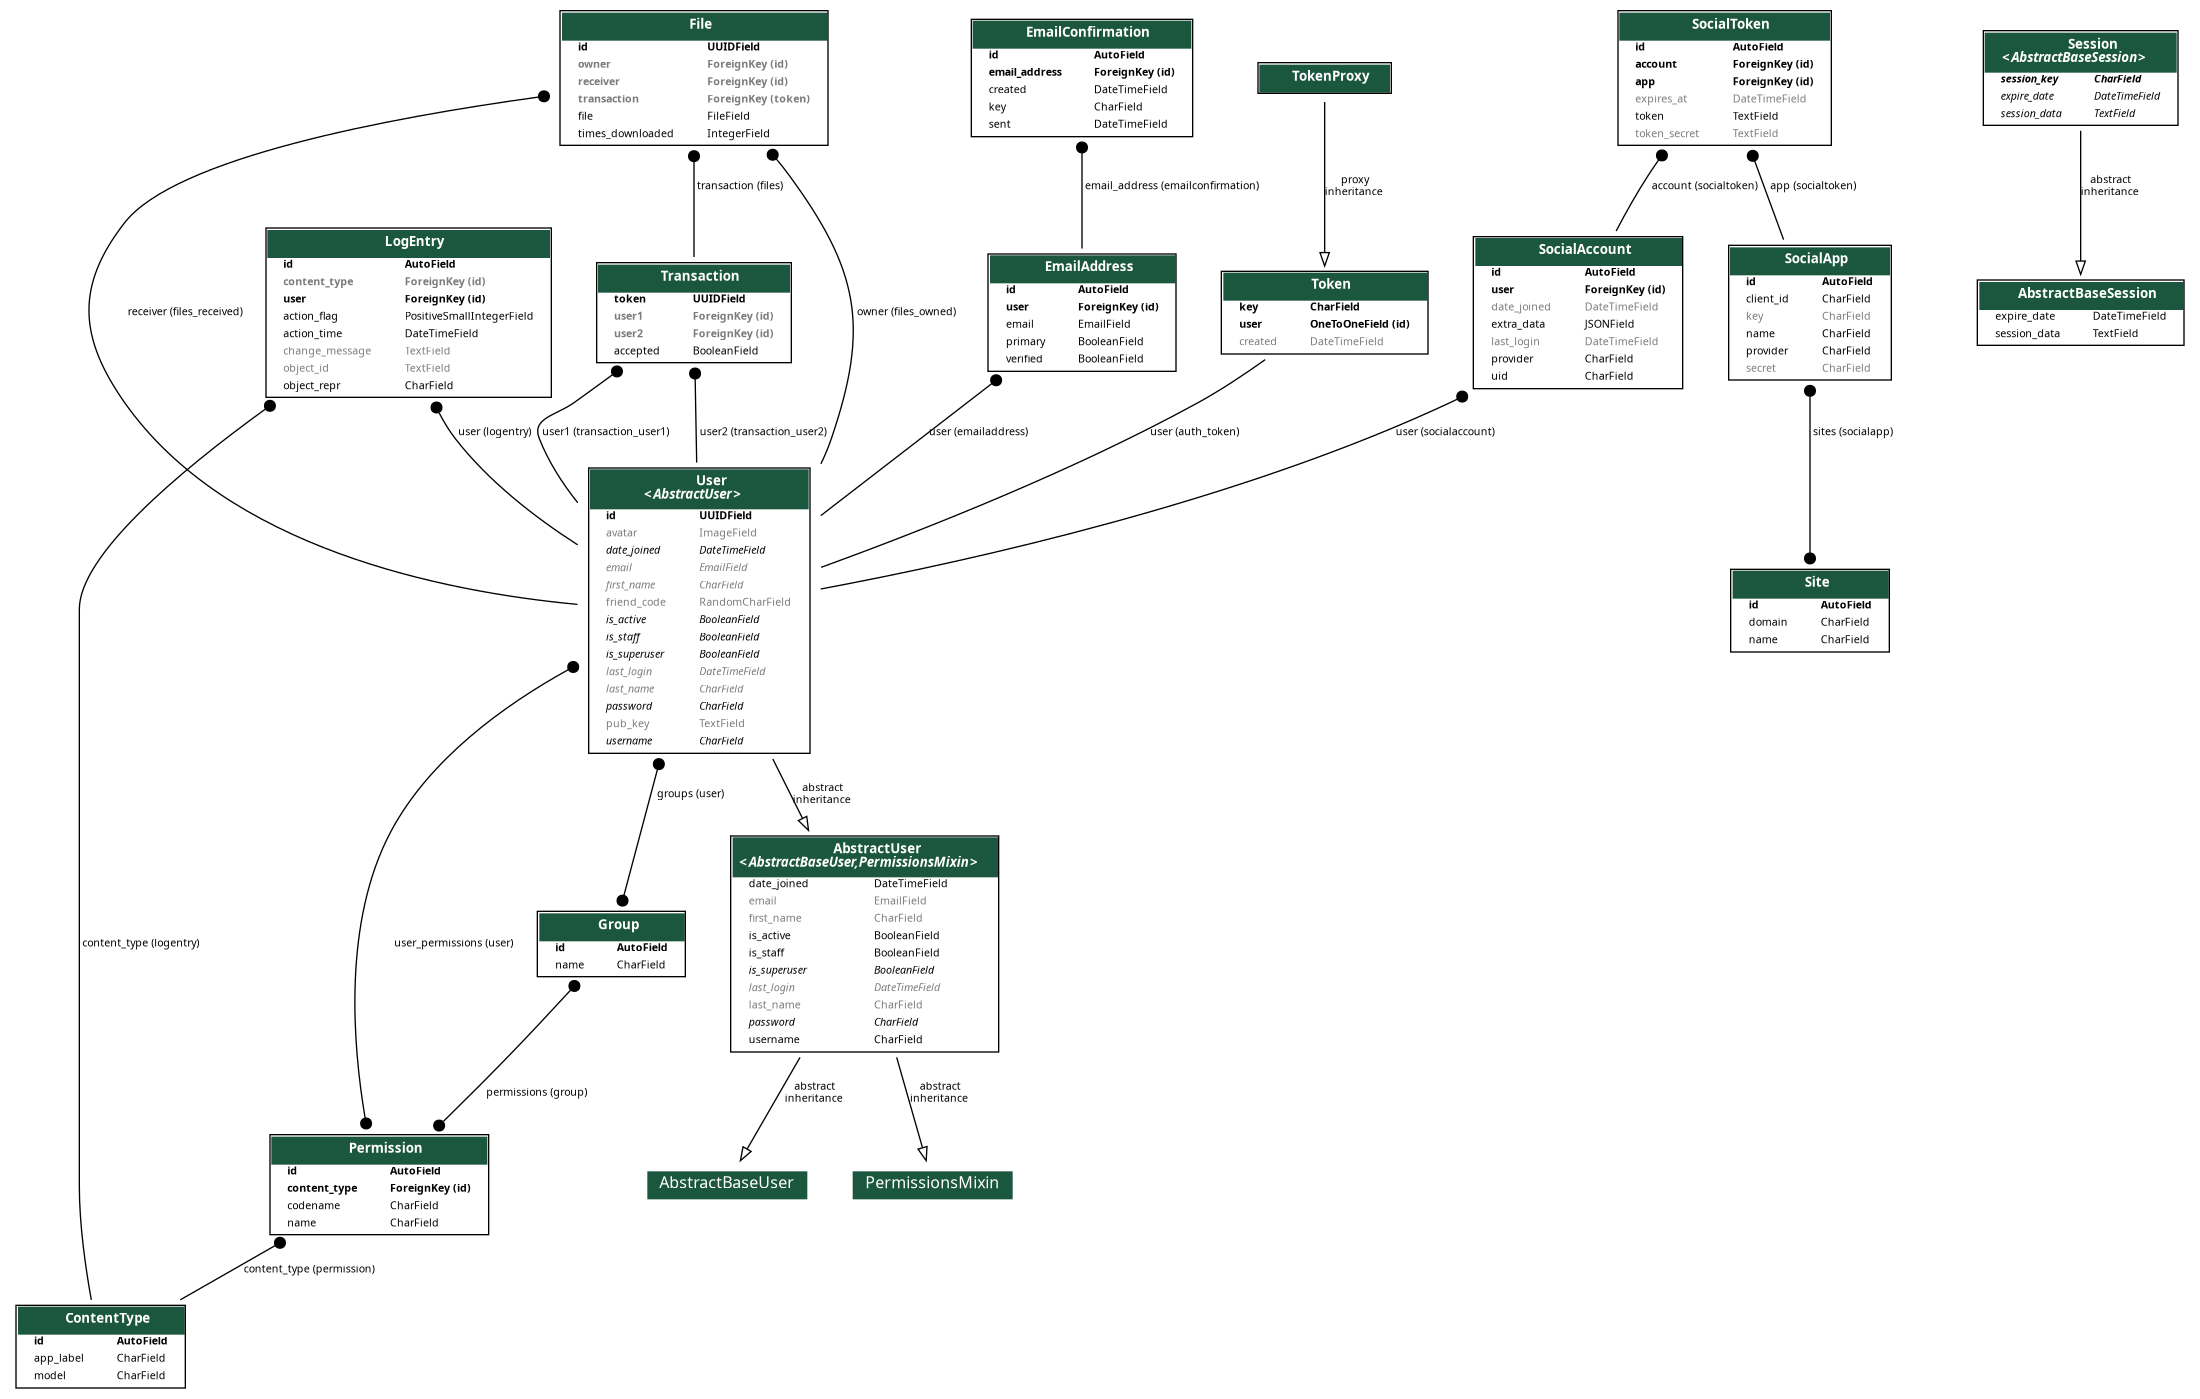 File
id UUIDField
owner ForeignKey (id)
receiver ForeignKey (id)
transaction ForeignKey (token)
file FileField
times_downloaded IntegerField
EmailConfirmation
id AutoField
email_address ForeignKey (id)
created DateTimeField
key CharField
sent DateTimeField
TokenProxy
SocialToken
id AutoField
account ForeignKey (id)
app ForeignKey (id)
expires_at DateTimeField
token TextField
token_secret TextField
Session
<AbstractBaseSession>
session_key CharField
expire_date DateTimeField
session_data TextField
transaction (files)
email_address (emailconfirmation)
proxy
inheritance
account (socialtoken)
app (socialtoken)
abstract
inheritance
receiver (files_received)
LogEntry
id AutoField
content_type ForeignKey (id)
user ForeignKey (id)
action_flag PositiveSmallIntegerField
action_time DateTimeField
change_message TextField
object_id TextField
object_repr CharField
Transaction
token UUIDField
user1 ForeignKey (id)
user2 ForeignKey (id)
accepted BooleanField
owner (files_owned)
EmailAddress
id AutoField
user ForeignKey (id)
email EmailField
primary BooleanField
verified BooleanField
Token
key CharField
user OneToOneField (id)
created DateTimeField
SocialAccount
id AutoField
user ForeignKey (id)
date_joined DateTimeField
extra_data JSONField
last_login DateTimeField
provider CharField
uid CharField
SocialApp
id AutoField
client_id CharField
key CharField
name CharField
provider CharField
secret CharField
AbstractBaseSession
expire_date DateTimeField
session_data TextField
user (logentry)
user1 (transaction_user1)
user2 (transaction_user2)
user (emailaddress)
user (auth_token)
user (socialaccount)
sites (socialapp)
User
<AbstractUser>
id UUIDField
avatar ImageField
date_joined DateTimeField
email EmailField
first_name CharField
friend_code RandomCharField
is_active BooleanField
is_staff BooleanField
is_superuser BooleanField
last_login DateTimeField
last_name CharField
password CharField
pub_key TextField
username CharField
Site
id AutoField
domain CharField
name CharField
groups (user)
abstract
inheritance
content_type (logentry)
user_permissions (user)
Group
id AutoField
name CharField
AbstractUser
<AbstractBaseUser,PermissionsMixin>
date_joined DateTimeField
email EmailField
first_name CharField
is_active BooleanField
is_staff BooleanField
is_superuser BooleanField
last_login DateTimeField
last_name CharField
password CharField
username CharField
permissions (group)
abstract
inheritance
abstract
inheritance
Permission
id AutoField
content_type ForeignKey (id)
codename CharField
name CharField
AbstractBaseUser
PermissionsMixin
content_type (permission)
ContentType
id AutoField
app_label CharField
model CharField